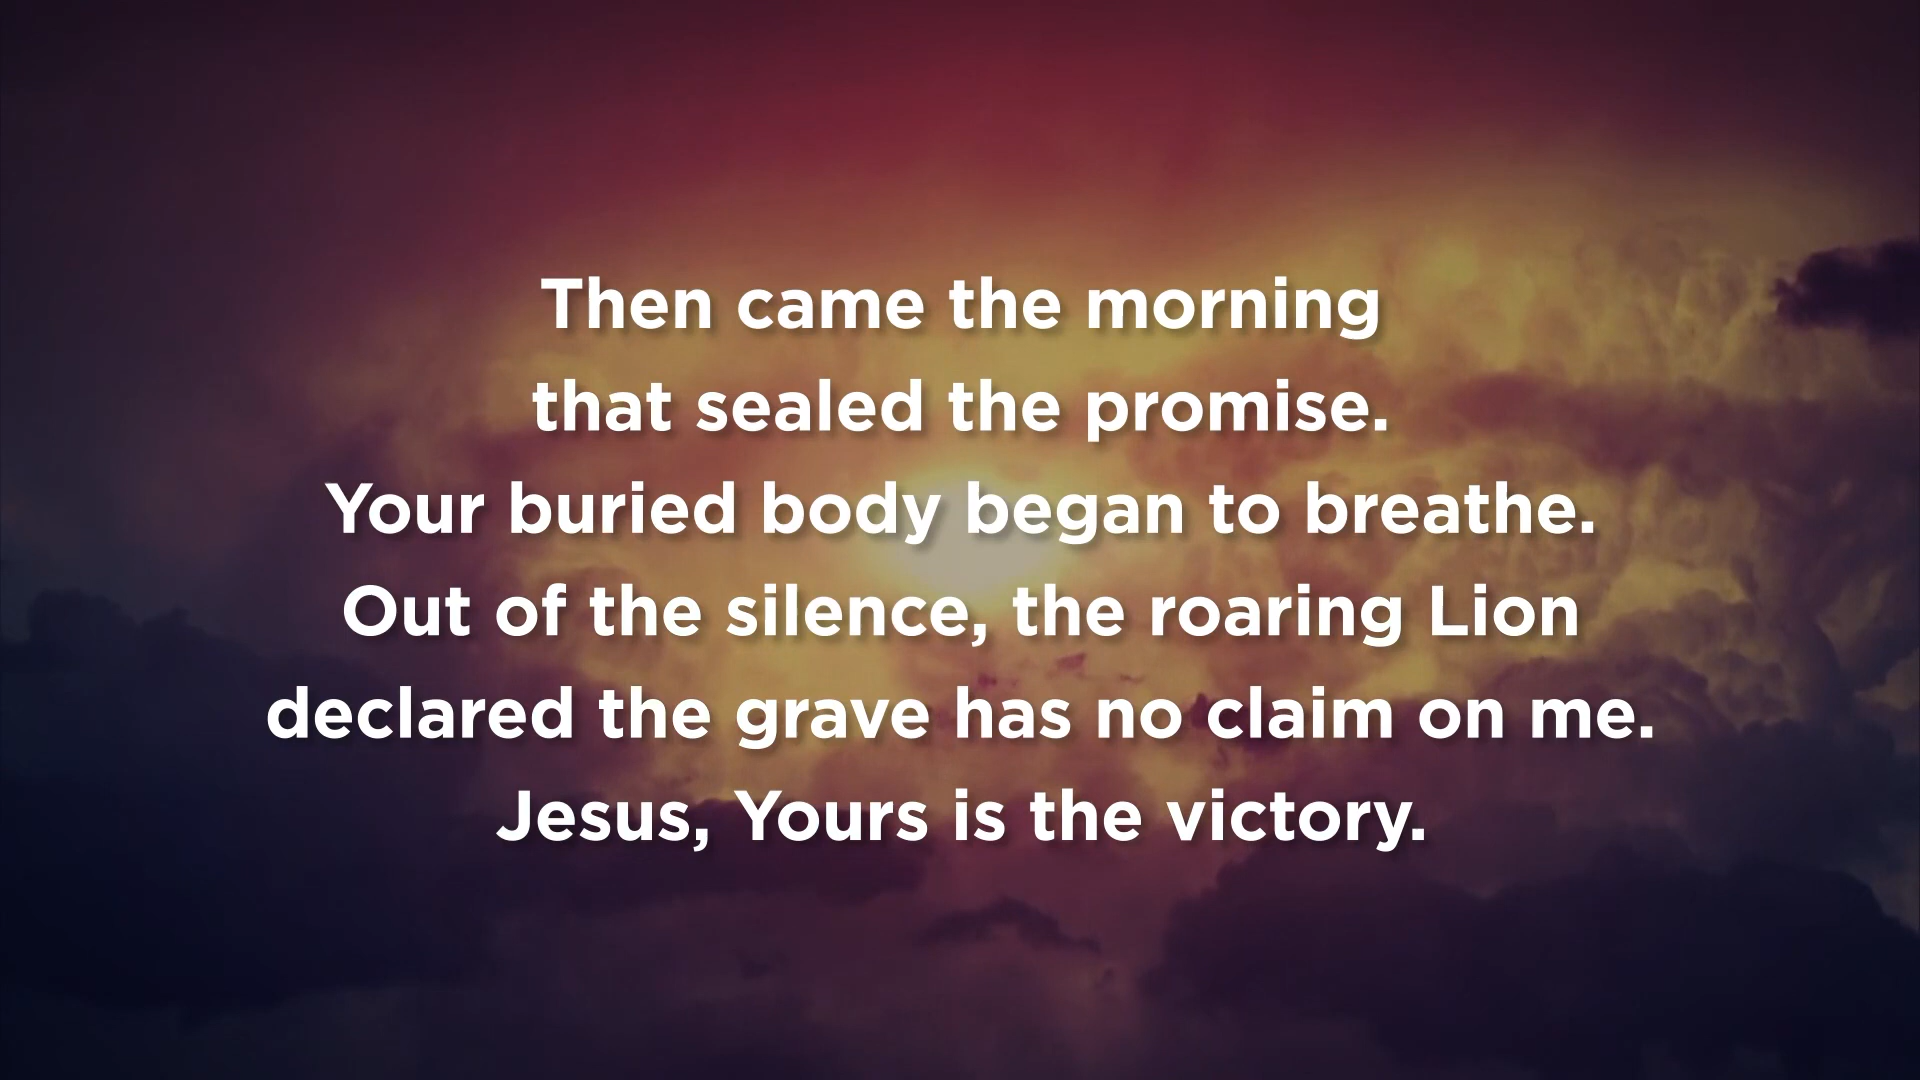 Then came the morning
that sealed the promise.
Your buried body began to breathe.
Out of the silence, the roaring Lion
declared the grave has no claim on me.
Jesus, Yours is the victory.